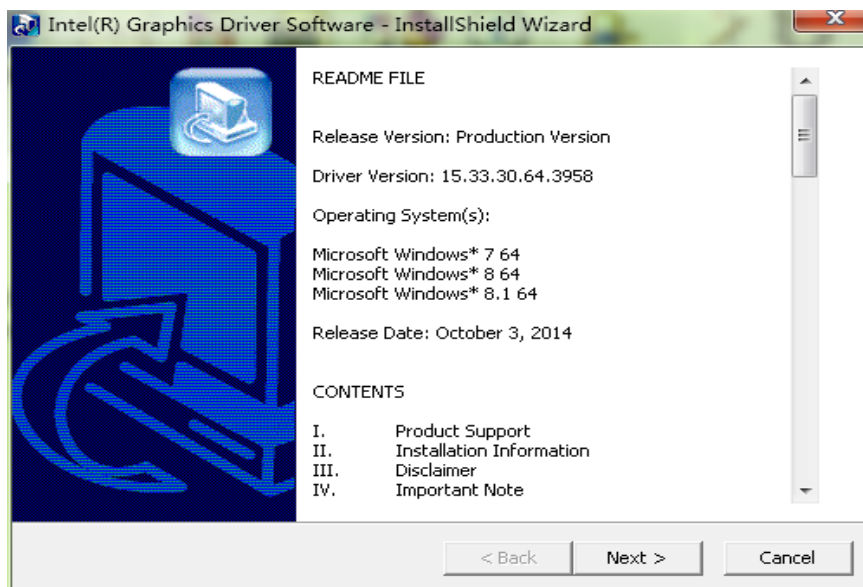 Intel(R) Graphics Driver Software - InstallShield Wizard
README FILE
Release Version: Production Version
Driver Version: 15.33.30.64.3958
Operating System(s):
Microsoft Windows* 7 64
Microsoft Windows* 8 64
Microsoft Windows* 8.1 64
Release Date: October 3, 2014
CONTENTS
I. Product Support
II. Installation Information
III. Disclaimer
IV. Important Note
< Back Next > Cancel